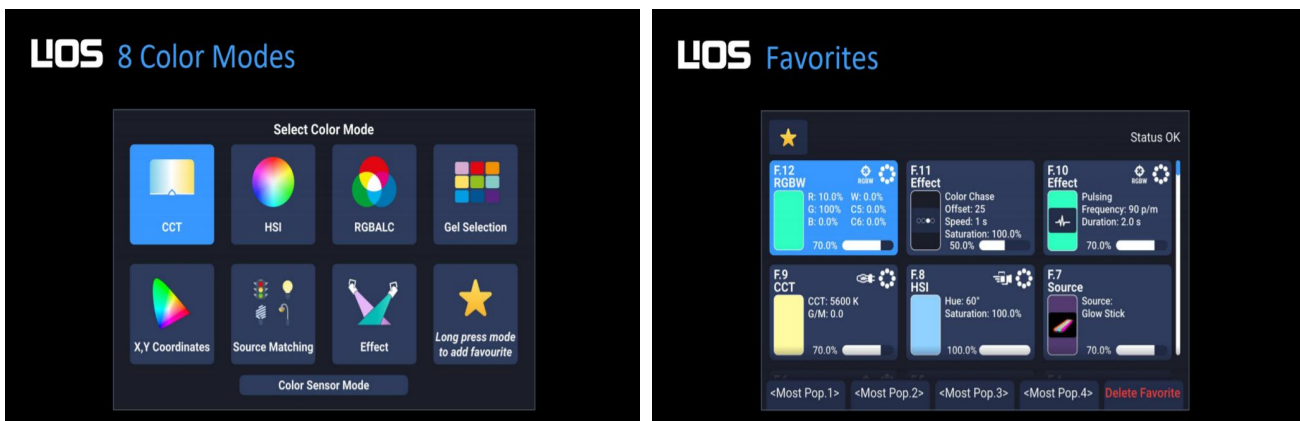 LiOS 8 Color Modes
Select Color Mode
CCT
HSI
RGBALC
Gel Selection
X,Y Coordinates
Source Matching
Effect
Long press mode
to add favourite
Color Sensor Mode
LiOS Favorites
Status OK
F.12
RGBW
RGBW
R: 10.0% W: 0.0%
G: 100% C5: 0.0%
B: 0.0% C6: 0.0%
70.0%
F.11
Effect
Color Chase
Offset: 25
Speed: 1 s
Saturation: 100.0%
50.0%
F.10
Effect
RGBW
Pulsing
Frequency: 90 p/m
Duration: 2.0 s
70.0%
F.9
CCT
CCT: 5600 K
G/M: 0.0
70.0%
F.8
HSI
Hue: 60°
Saturation: 100.0%
100.0%
F.7
Source
Source:
Glow Stick
70.0%
<Most Pop.1> <Most Pop.2> <Most Pop.3> <Most Pop.4> Delete Favorite